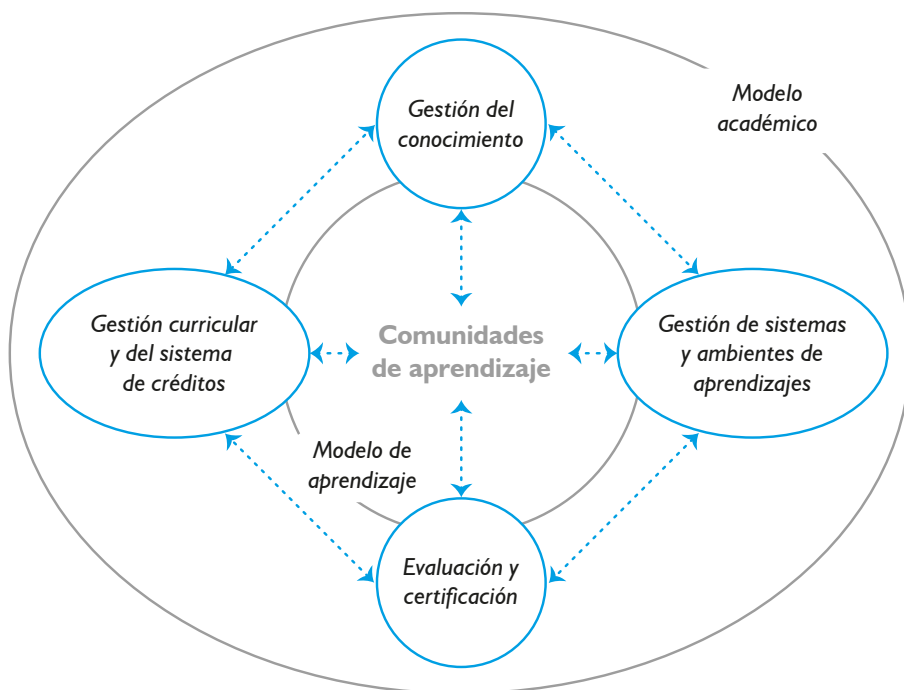 Gestión del
conocimiento
Modelo
académico
Gestión curricular
y del sistema
de créditos
Comunidades
de aprendizaje
Gestión de sistemas
y ambientes de
aprendizajes
Modelo de
aprendizaje
Evaluación y
certificación